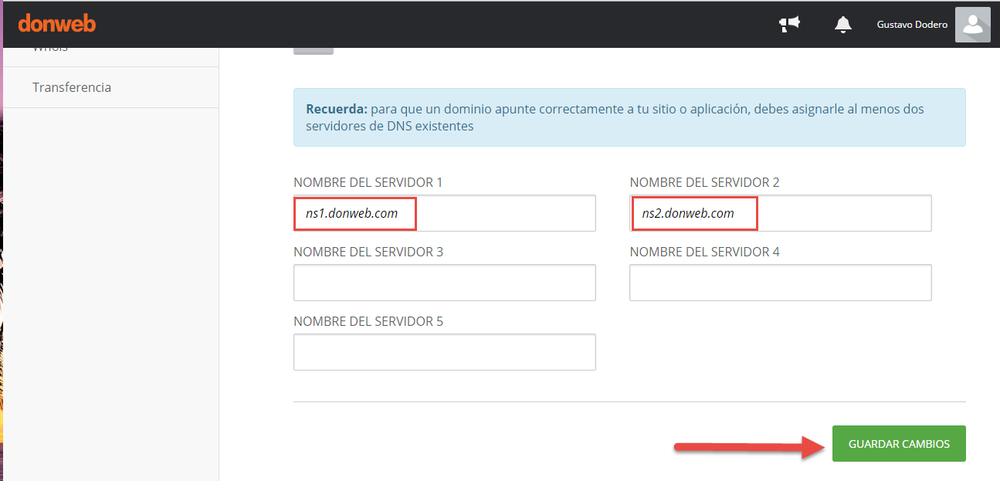 donweb
Gustavo Dodero
Whois
Transferencia
Recuerda: para que un dominio apunte correctamente a tu sitio o aplicación, debes asignarle al menos dos
servidores de DNS existentes
NOMBRE DEL SERVIDOR 1
NOMBRE DEL SERVIDOR 2
ns1.donweb.com
ns2.donweb.com
NOMBRE DEL SERVIDOR 3
NOMBRE DEL SERVIDOR 4
NOMBRE DEL SERVIDOR 5
GUARDAR CAMBIOS